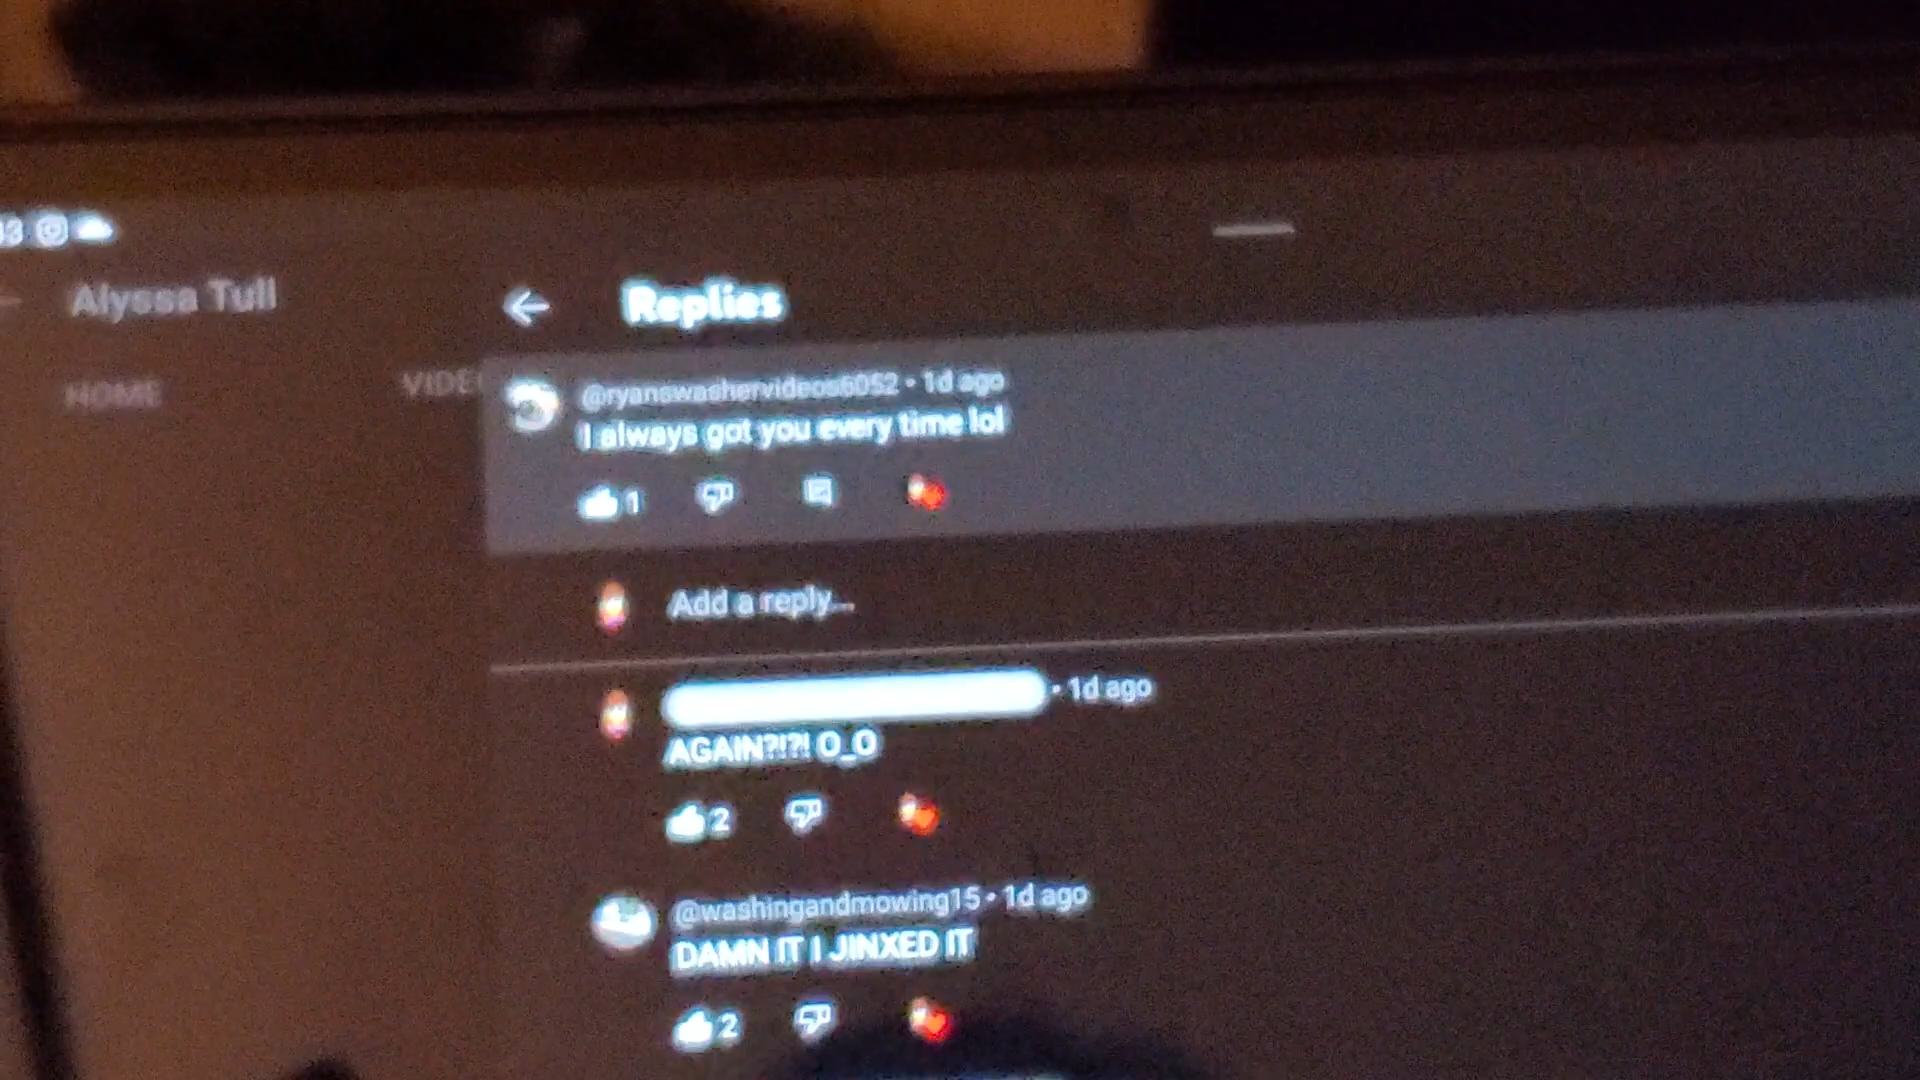 Alyssa Tull
Replies
HOME
VIDE
@ryanswashervideos6052 • 1d ago
I always got you every time lol
1
Add a reply...
• 1d ago
AGAIN?!?! O_O
2
@washingandmowing15 • 1d ago
DAMN IT I JINXED IT
2